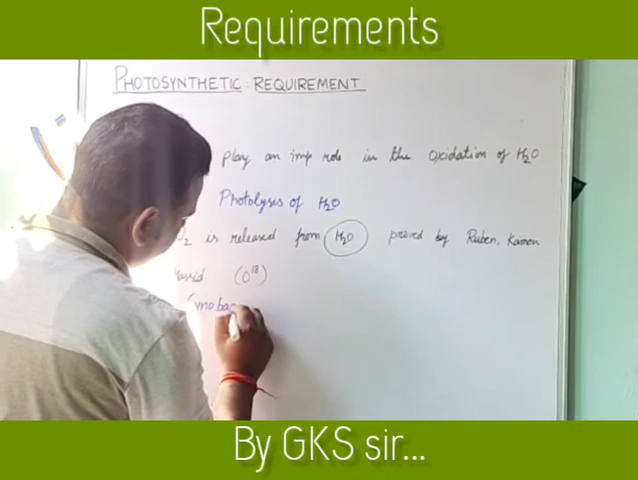 Requirements
PHOTOSYNTHETIC REQUIREMENT
play an imp role in the oxidation of H₂O
Photolysis of H₂O
O₂ is released from H₂O proved by Ruben, Kamon
(O¹⁸)
By GKS sir...